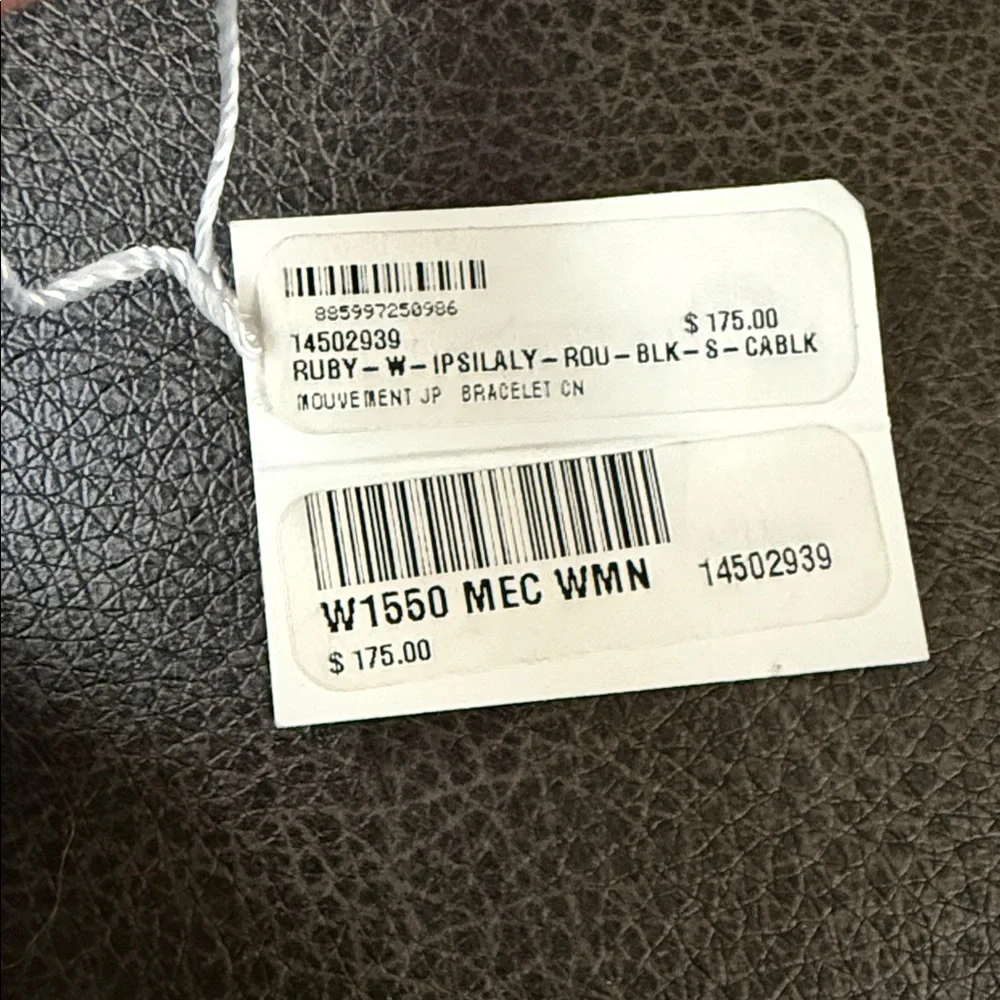 885997250986
14502939
$ 175.00
RUBY-W-IPSILALY-ROU-BLK-S-CABLK
MOUVEMENT JP BRACELET CN
W1550 MEC WMN
14502939
$ 175.00